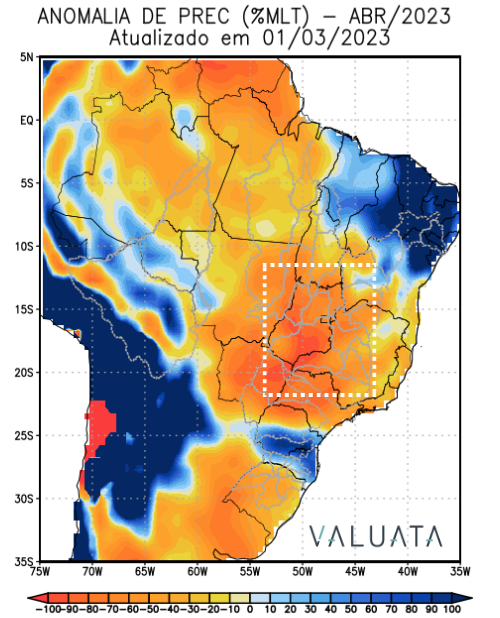 ANOMALIA DE PREC (%MLT) – ABR/2023
Atualizado em 01/03/2023
5N
EQ
5S
10S
15S
20S
25S
30S
35S
VALUATA
75W 70W 65W 60W 55W 50W 45W 40W 35W
-100 -90 -80 -70 -60 -50 -40 -30 -20 -10 0 10 20 30 40 50 60 70 80 90 100